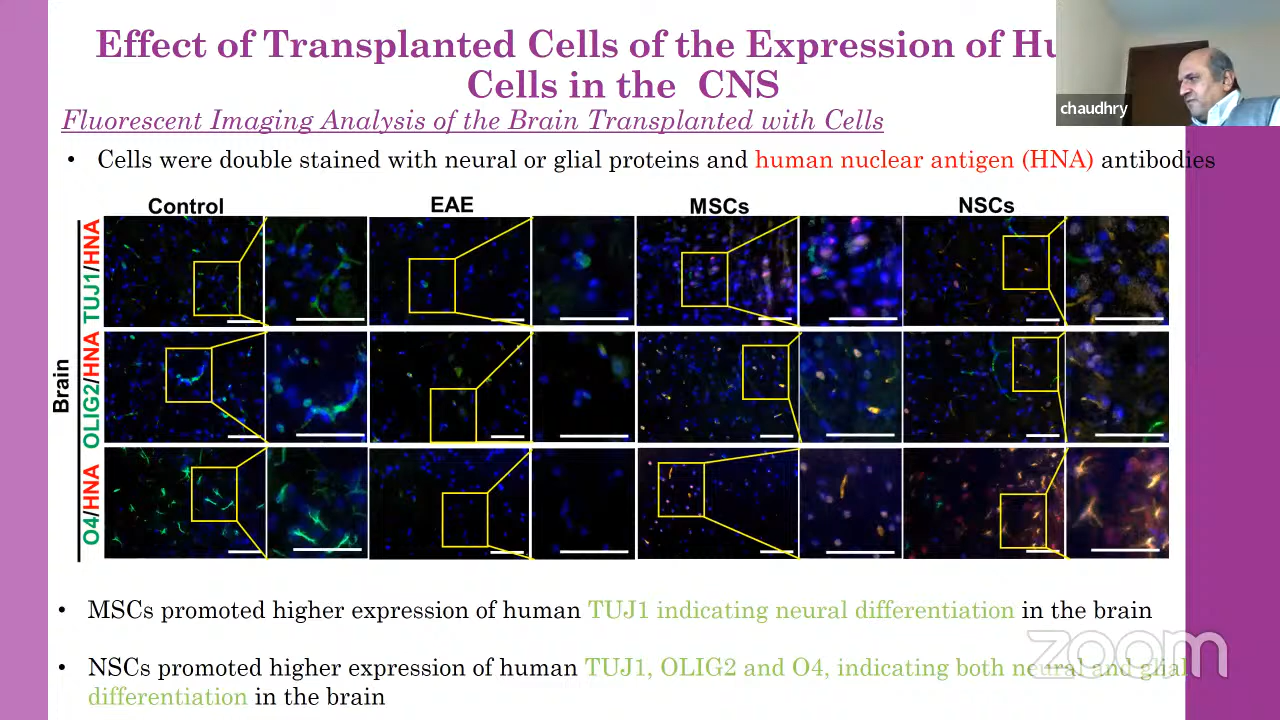 Effect of Transplanted Cells of the Expression of Hu
Cells in the CNS
chaudhry
Fluorescent Imaging Analysis of the Brain Transplanted with Cells
• Cells were double stained with neural or glial proteins and human nuclear antigen (HNA) antibodies
Control EAE MSCs NSCs
Brain
TUJ1/HNA
OLIG2/HNA
O4/HNA
• MSCs promoted higher expression of human TUJ1 indicating neural differentiation in the brain
• NSCs promoted higher expression of human TUJ1, OLIG2 and O4, indicating both neural and glial
differentiation in the brain
zoom